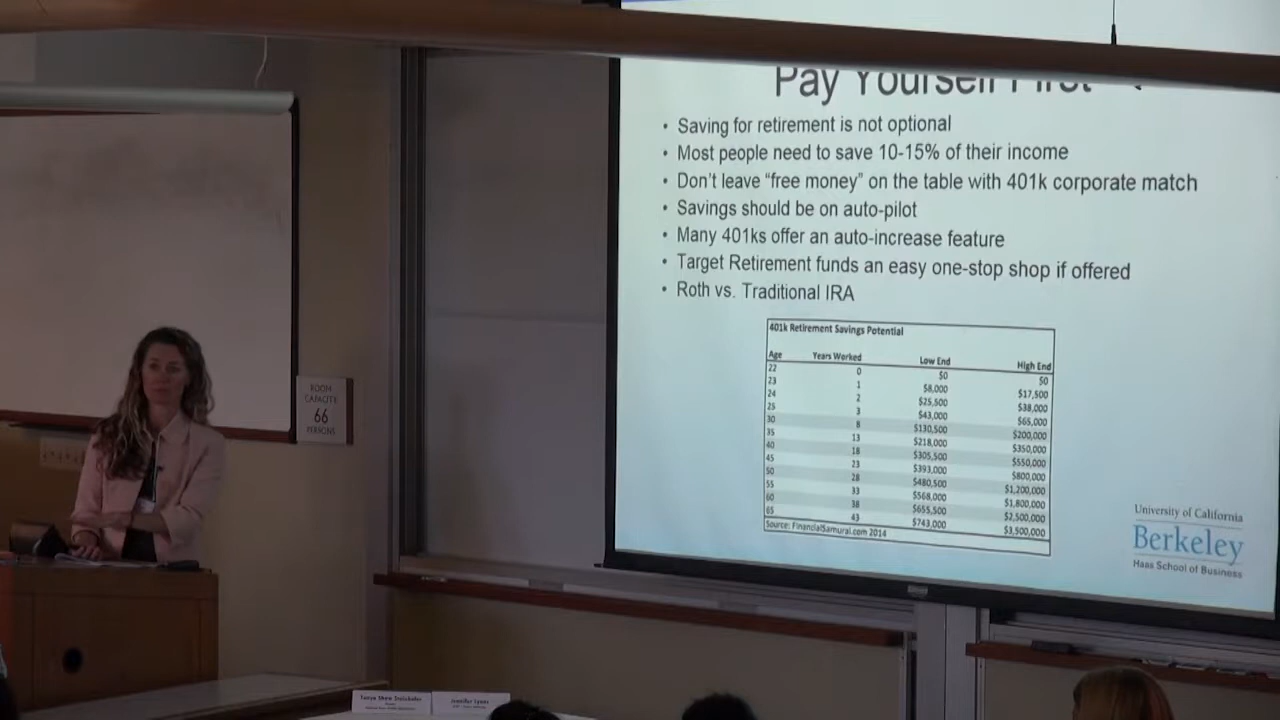 Pay Yourself First
• Saving for retirement is not optional
• Most people need to save 10-15% of their income
• Don't leave “free money” on the table with 401k corporate match
• Savings should be on auto-pilot
• Many 401ks offer an auto-increase feature
• Target Retirement funds an easy one-stop shop if offered
• Roth vs. Traditional IRA
401k Retirement Savings Potential
Age Years Worked Low End High End
22 0 $0 $0
23 1 $8,000 $17,500
24 2 $25,500 $38,000
25 3 $43,000 $65,000
30 8 $130,500 $200,000
35 13 $218,000 $350,000
40 18 $305,500 $550,000
45 23 $393,000 $800,000
50 28 $480,500 $1,200,000
55 33 $568,000 $1,800,000
60 38 $655,500 $2,500,000
65 43 $743,000 $3,500,000
Source: FinancialSamurai.com 2014
University of California
Berkeley
Haas School of Business
ROOM
CAPACITY
66
PERSONS
Jennifer Lyons